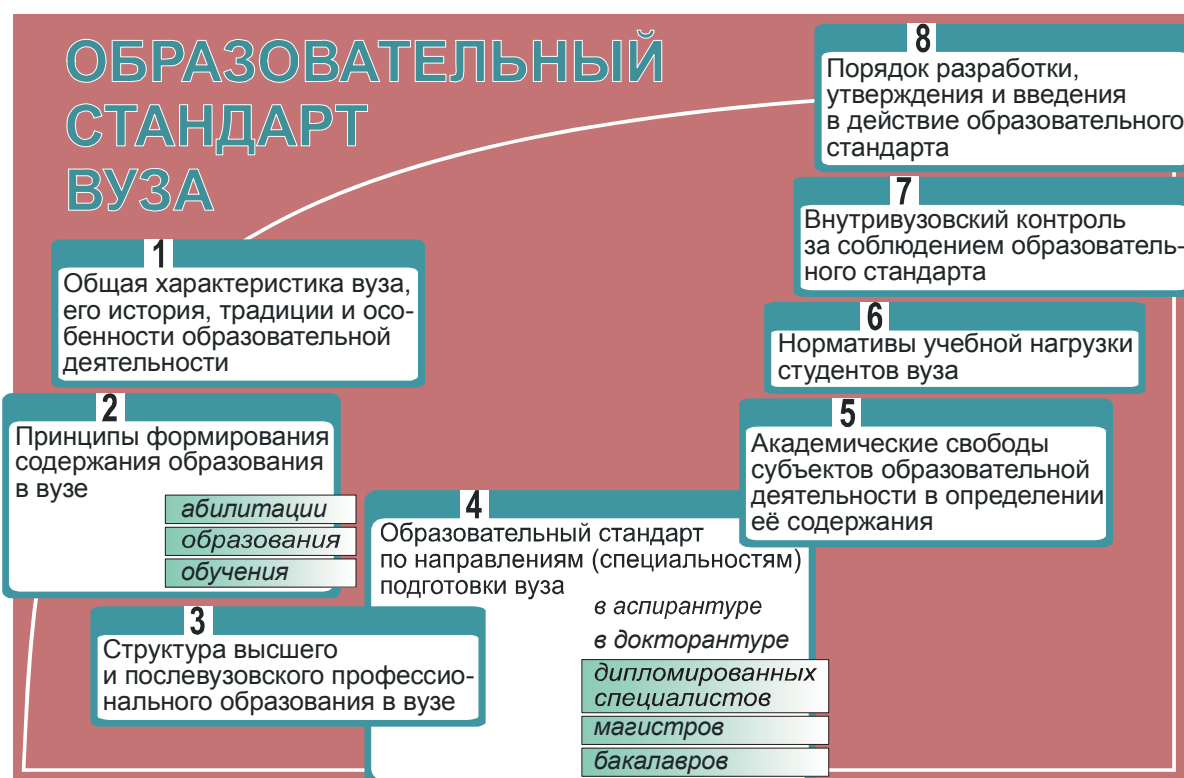 ОБРАЗОВАТЕЛЬНЫЙ
СТАНДАРТ
ВУЗА
1
Общая характеристика вуза,
его история, традиции и осо-
бенности образовательной
деятельности
2
Принципы формирования
содержания образования
в вузе
абилитации
образования
обучения
3
Структура высшего
и послевузовского профессио-
нального образования в вузе
4
Образовательный стандарт
по направлениям (специальностям)
подготовки вуза
в аспирантуре
в докторантуре
дипломированных
специалистов
магистров
бакалавров
5
Академические свободы
субъектов образовательной
деятельности в определении
её содержания
6
Нормативы учебной нагрузки
студентов вуза
7
Внутривузовский контроль
за соблюдением образователь-
ного стандарта
8
Порядок разработки,
утверждения и введения
в действие образовательного
стандарта